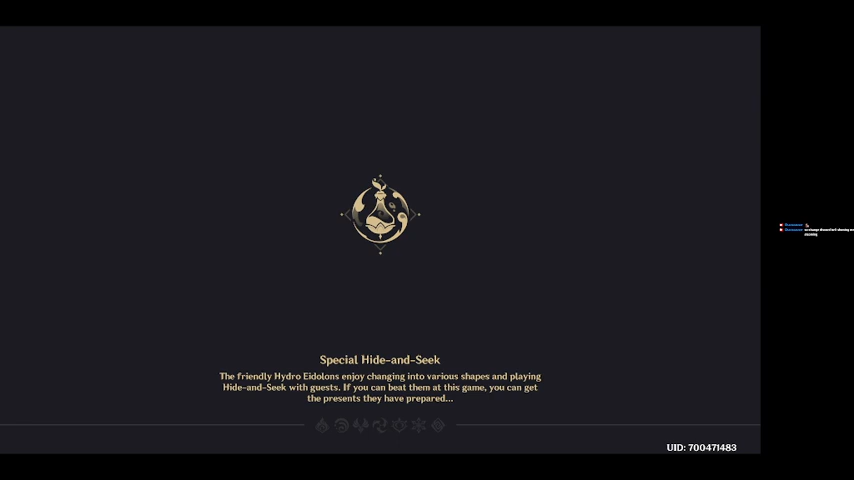 Special Hide-and-Seek
The friendly Hydro Eidolons enjoy changing into various shapes and playing
Hide-and-Seek with guests. If you can beat them at this game, you can get
the presents they have prepared...
UID: 700471483